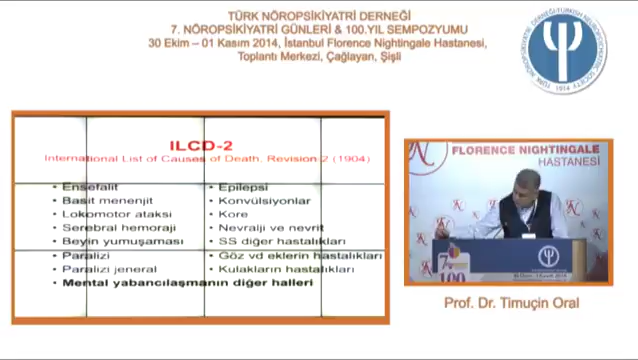 TÜRK NÖROPSİKİYATRİ DERNEĞİ
7. NÖROPSİKİYATRİ GÜNLERİ & 100.YIL SEMPOZYUMU
30 Ekim – 01 Kasım 2014, İstanbul Florence Nightingale Hastanesi,
Toplantı Merkezi, Çağlayan, Şişli
ILCD-2
International List of Causes of Death, Revision 2 (1904)
• Ensefalit
• Basit menenjit
• Lokomotor ataksi
• Serebral hemoraji
• Beyin yumuşaması
• Paralizi
• Paralizi jeneral
• Mental yabancılaşmanın diğer halleri
• Epilepsi
• Konvülsiyonlar
• Kore
• Nevralji ve nevrit
• SS diğer hastalıkları
• Göz vd eklerin hastalıkları
• Kulakların hastalıkları
FLORENCE NIGHTINGALE
HASTANESİ
100
Prof. Dr. Timuçin Oral